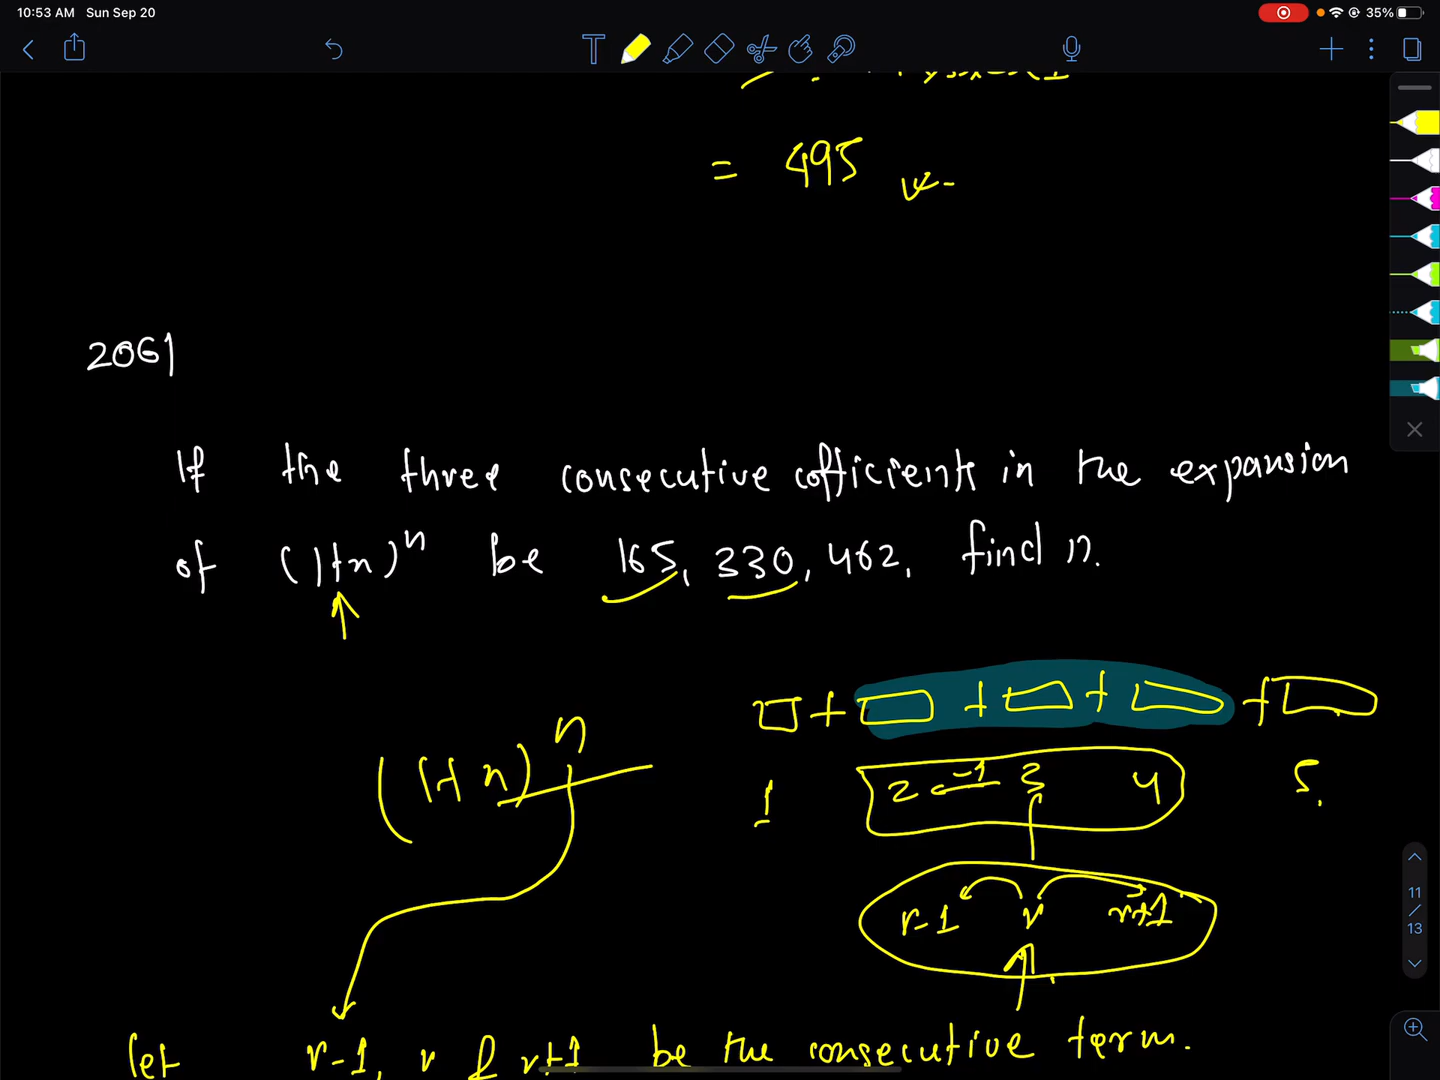 10:53 AM Sun Sep 20
35%
= 495
2061
If the three consecutive cofficients in the expansion
of (1+x)^n be 165, 330, 462, find n.
(1+x)^n
□ + □ + □ + □ + □
1 2 -1 3 4 5.
r-1 r r+1
let r-1, r & r+1 be the consecutive term.
11
13